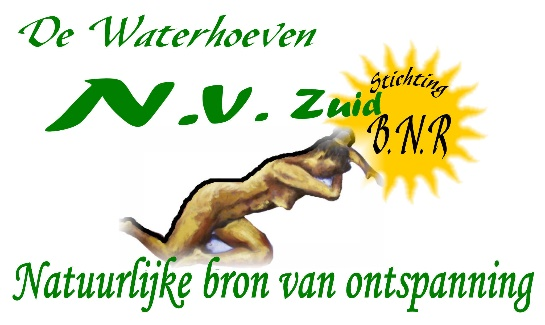 De Waterhoeven
N.V. Zuid
Stichting
B.N.R
Natuurlijke bron van ontspanning